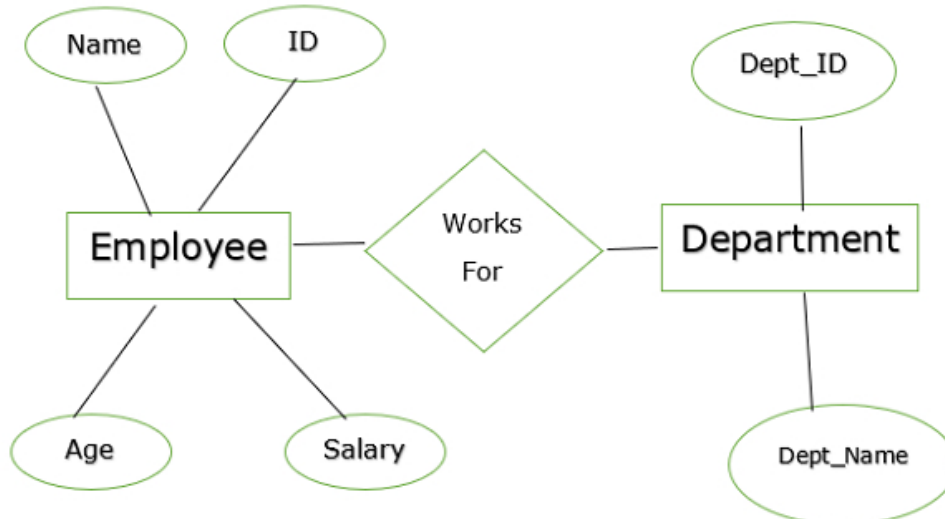 Name
ID
Dept_ID
Works
For
Employee
Department
Age
Salary
Dept_Name